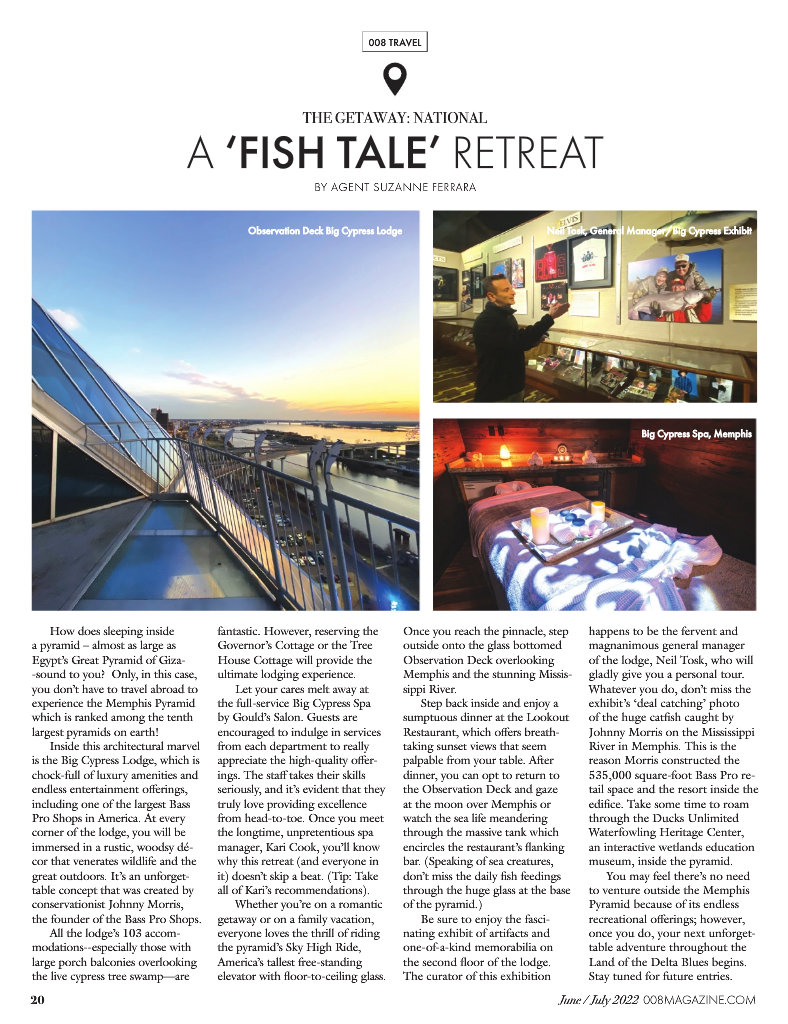 008 TRAVEL
THE GETAWAY: NATIONAL
A ‘FISH TALE’ RETREAT
BY AGENT SUZANNE FERRARA
Observation Deck Big Cypress Lodge
Neil Tosk, General Manager/Big Cypress Exhibit
ELVIS
Big Cypress Spa, Memphis
How does sleeping inside
a pyramid – almost as large as
Egypt’s Great Pyramid of Giza-
-sound to you?  Only, in this case,
you don’t have to travel abroad to
experience the Memphis Pyramid
which is ranked among the tenth
largest pyramids on earth!
Inside this architectural marvel
is the Big Cypress Lodge, which is
chock-full of luxury amenities and
endless entertainment offerings,
including one of the largest Bass
Pro Shops in America. At every
corner of the lodge, you will be
immersed in a rustic, woodsy dé-
cor that venerates wildlife and the
great outdoors. It’s an unforget-
table concept that was created by
conservationist Johnny Morris,
the founder of the Bass Pro Shops.
All the lodge’s 103 accom-
modations--especially those with
large porch balconies overlooking
the live cypress tree swamp—are
fantastic. However, reserving the
Governor’s Cottage or the Tree
House Cottage will provide the
ultimate lodging experience.
Let your cares melt away at
the full-service Big Cypress Spa
by Gould’s Salon. Guests are
encouraged to indulge in services
from each department to really
appreciate the high-quality offer-
ings. The staff takes their skills
seriously, and it’s evident that they
truly love providing excellence
from head-to-toe. Once you meet
the longtime, unpretentious spa
manager, Kari Cook, you’ll know
why this retreat (and everyone in
it) doesn’t skip a beat. (Tip: Take
all of Kari’s recommendations).
Whether you’re on a romantic
getaway or on a family vacation,
everyone loves the thrill of riding
the pyramid’s Sky High Ride,
America’s tallest free-standing
elevator with floor-to-ceiling glass.
Once you reach the pinnacle, step
outside onto the glass bottomed
Observation Deck overlooking
Memphis and the stunning Missis-
sippi River.
Step back inside and enjoy a
sumptuous dinner at the Lookout
Restaurant, which offers breath-
taking sunset views that seem
palpable from your table. After
dinner, you can opt to return to
the Observation Deck and gaze
at the moon over Memphis or
watch the sea life meandering
through the massive tank which
encircles the restaurant’s flanking
bar. (Speaking of sea creatures,
don’t miss the daily fish feedings
through the huge glass at the base
of the pyramid.)
Be sure to enjoy the fasci-
nating exhibit of artifacts and
one-of-a-kind memorabilia on
the second floor of the lodge.
The curator of this exhibition
happens to be the fervent and
magnanimous general manager
of the lodge, Neil Tosk, who will
gladly give you a personal tour.
Whatever you do, don’t miss the
exhibit’s ‘deal catching’ photo
of the huge catfish caught by
Johnny Morris on the Mississippi
River in Memphis. This is the
reason Morris constructed the
535,000 square-foot Bass Pro re-
tail space and the resort inside the
edifice. Take some time to roam
through the Ducks Unlimited
Waterfowling Heritage Center,
an interactive wetlands education
museum, inside the pyramid.
You may feel there’s no need
to venture outside the Memphis
Pyramid because of its endless
recreational offerings; however,
once you do, your next unforget-
table adventure throughout the
Land of the Delta Blues begins.
Stay tuned for future entries.
20
June / July 2022 008MAGAZINE.COM